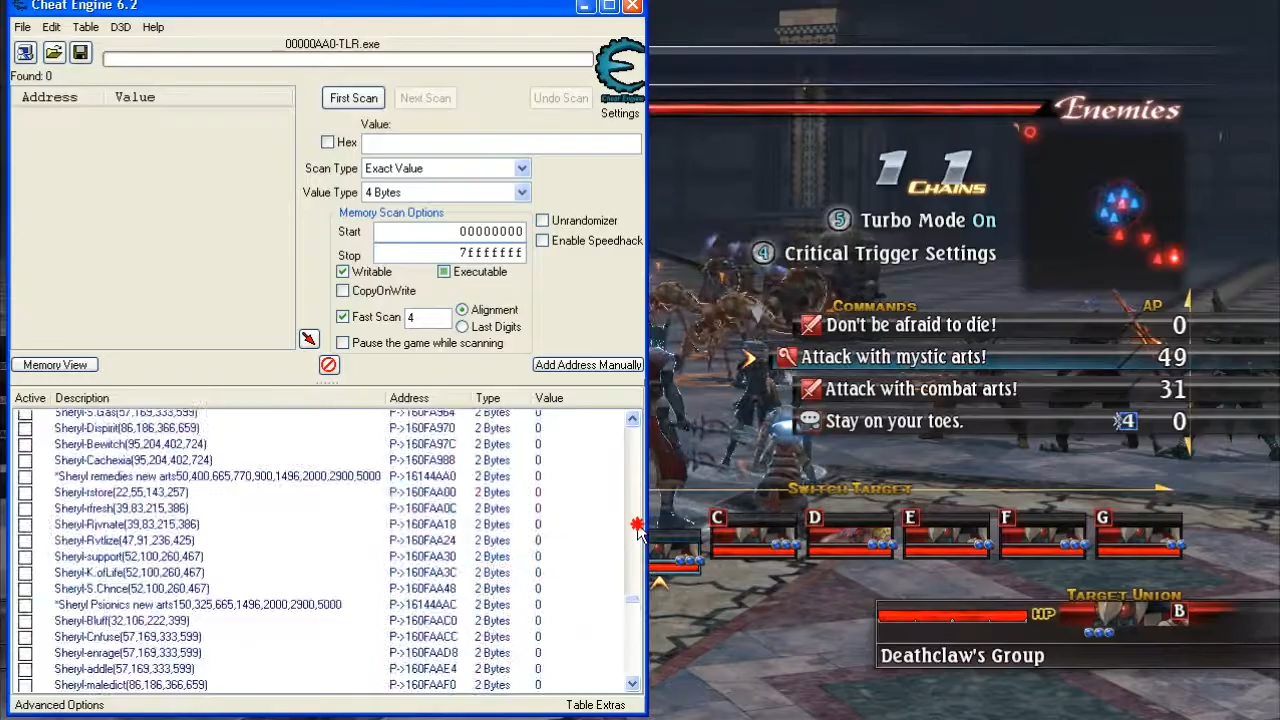 Cheat Engine 6.2
File Edit Table D3D Help
00000AA0-TLR.exe
Found: 0
Address Value
First Scan Next Scan Undo Scan
Cheat Engine
Settings
Value:
Hex
Scan Type Exact Value
Value Type 4 Bytes
Memory Scan Options
Start 00000000
Stop 7fffffff
Writable Executable
CopyOnWrite
Fast Scan 4 Alignment
Last Digits
Pause the game while scanning
Unrandomizer
Enable Speedhack
Memory View Add Address Manually
Active Description Address Type Value
Sheryl-S.Gas(57,169,333,599) P->160FA964 2 Bytes 0
Sheryl-Dispirit(86,186,366,659) P->160FA970 2 Bytes 0
Sheryl-Bewitch(95,204,402,724) P->160FA97C 2 Bytes 0
Sheryl-Cachexia(95,204,402,724) P->160FA988 2 Bytes 0
*Sheryl remedies new arts50,400,665,770,900,1496,2000,2900,5000 P->16144AA0 2 Bytes 0
Sheryl-rstore(22,55,143,257) P->160FAA00 2 Bytes 0
Sheryl-rfresh(39,83,215,386) P->160FAA0C 2 Bytes 0
Sheryl-Rjvnate(39,83,215,386) P->160FAA18 2 Bytes 0
Sheryl-Rvtlize(47,91,236,425) P->160FAA24 2 Bytes 0
Sheryl-support(52,100,260,467) P->160FAA30 2 Bytes 0
Sheryl-K.ofLife(52,100,260,467) P->160FAA3C 2 Bytes 0
Sheryl-S.Chnce(52,100,260,467) P->160FAA48 2 Bytes 0
*Sheryl Psionics new arts150,325,665,1496,2000,2900,5000 P->16144AAC 2 Bytes 0
Sheryl-Bluff(32,106,222,399) P->160FAAC0 2 Bytes 0
Sheryl-Cnfuse(57,169,333,599) P->160FAACC 2 Bytes 0
Sheryl-enrage(57,169,333,599) P->160FAAD8 2 Bytes 0
Sheryl-addle(57,169,333,599) P->160FAAE4 2 Bytes 0
Sheryl-maledict(86,186,366,659) P->160FAAF0 2 Bytes 0
Advanced Options Table Extras
Enemies
11
CHAINS
5 Turbo Mode On
4 Critical Trigger Settings
COMMANDS AP
Don't be afraid to die! 0
Attack with mystic arts! 49
Attack with combat arts! 31
Stay on your toes. 4 0
SWITCH TARGET
C D E F G
TARGET UNION
HP B
Deathclaw's Group